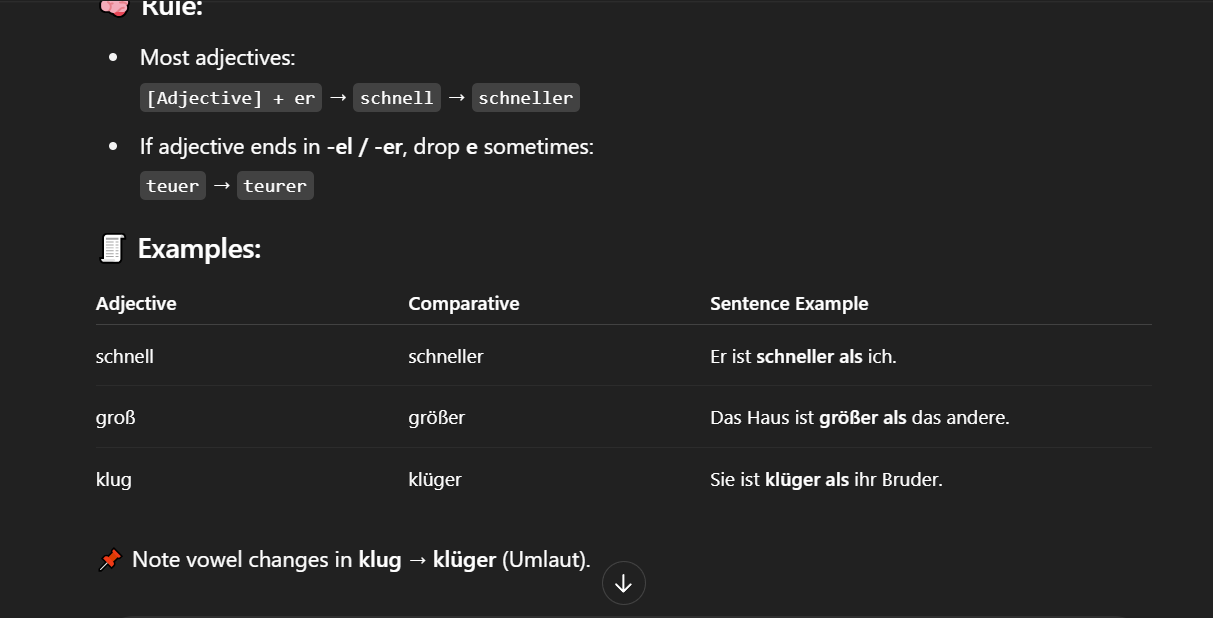 Rule:
Most adjectives:
[Adjective] + er → schnell → schneller
If adjective ends in -el / -er, drop e sometimes:
teuer → teurer
Examples:
Adjective Comparative Sentence Example
schnell schneller Er ist schneller als ich.
groß größer Das Haus ist größer als das andere.
klug klüger Sie ist klüger als ihr Bruder.
Note vowel changes in klug → klüger (Umlaut).